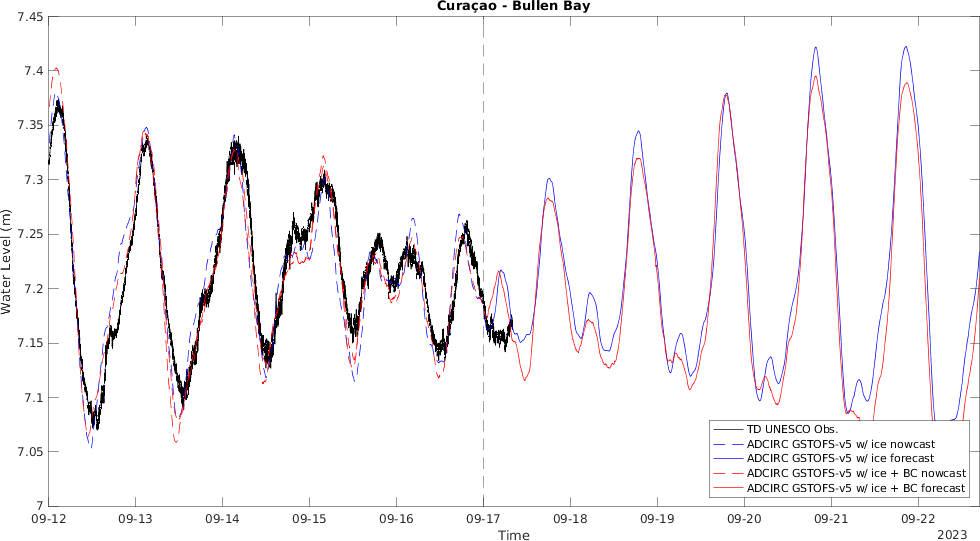 Curaçao - Bullen Bay
Water Level (m)
7.45
7.4
7.35
7.3
7.25
7.2
7.15
7.1
7.05
7
TD UNESCO Obs.
ADCIRC GSTOFS-v5 w/ ice nowcast
ADCIRC GSTOFS-v5 w/ ice forecast
ADCIRC GSTOFS-v5 w/ ice + BC nowcast
ADCIRC GSTOFS-v5 w/ ice + BC forecast
09-12 09-13 09-14 09-15 09-16 09-17 09-18 09-19 09-20 09-21 09-22
Time
2023